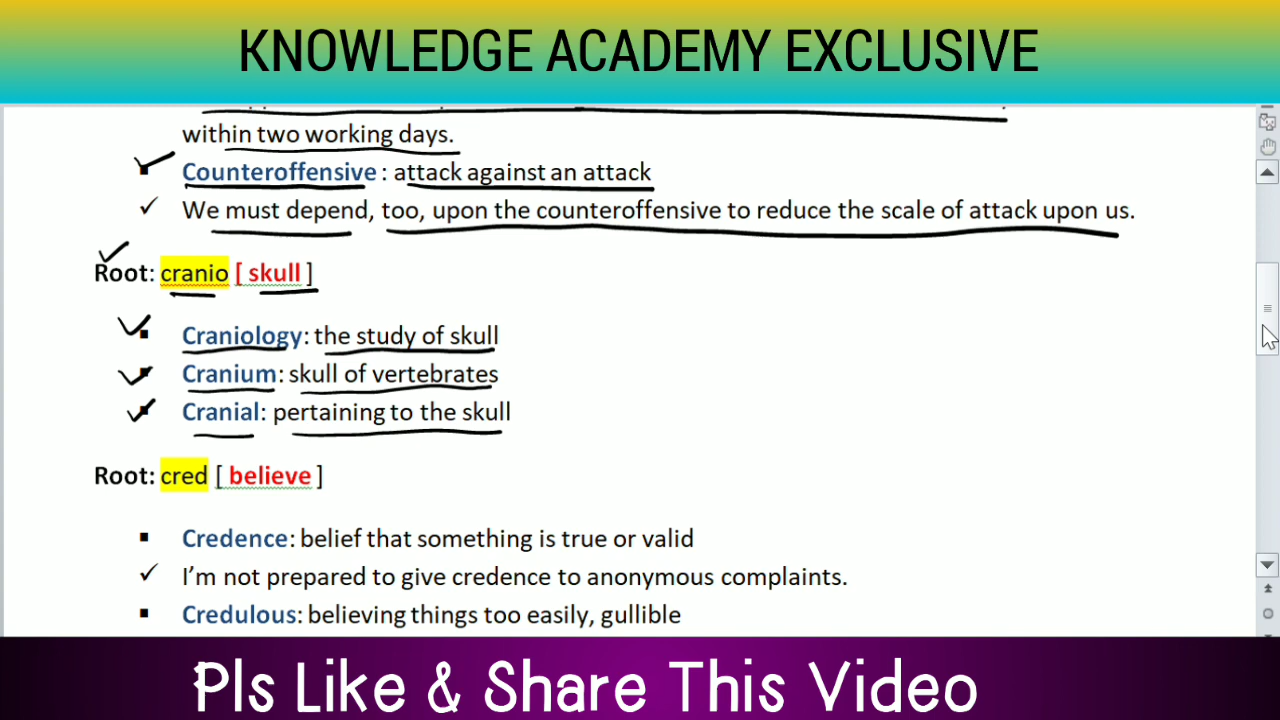 KNOWLEDGE ACADEMY EXCLUSIVE
within two working days.
▪ Counteroffensive : attack against an attack
✓ We must depend, too, upon the counteroffensive to reduce the scale of attack upon us.
Root: cranio [ skull ]
▪ Craniology: the study of skull
▪ Cranium: skull of vertebrates
▪ Cranial: pertaining to the skull
Root: cred [ believe ]
▪ Credence: belief that something is true or valid
✓ I’m not prepared to give credence to anonymous complaints.
▪ Credulous: believing things too easily, gullible
Pls Like & Share This Video